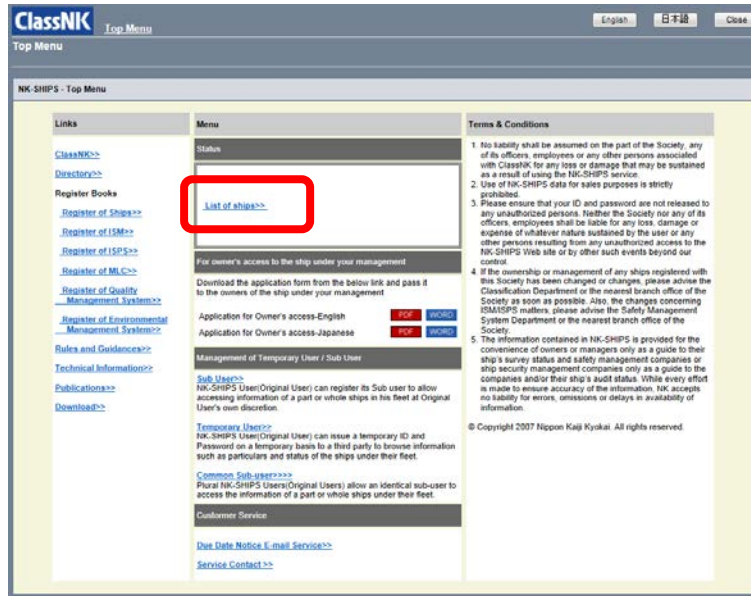 ClassNK Top Menu
English 日本語 Close
Top Menu
NK-SHIPS - Top Menu
Links
ClassNK>>
Directory>>
Register Books
Register of Ships>>
Register of ISM>>
Register of ISPS>>
Register of MLC>>
Register of Quality
Management System>>
Register of Environmental
Management System>>
Rules and Guidances>>
Technical Information>>
Publications>>
Download>>
Menu
Status
List of ships>>
For owner's access to the ship under your management
Download the application form from the below link and pass it
to the owners of the ship under your management
Application for Owner's access-English PDF WORD
Application for Owner's access-Japanese PDF WORD
Management of Temporary User / Sub User
Sub User>>
NK-SHIPS User(Original User) can register its Sub user to allow
accessing information of a part or whole ships in his fleet at Original
User's own discretion.
Temporary User>>
NK-SHIPS User(Original User) can issue a temporary ID and
Password on a temporary basis to a third party to browse information
such as particulars and status of the ships under their fleet.
Common Sub-user>>>>
Plural NK-SHIPS Users(Original Users) allow an identical sub-user to
access the information of a part or whole ships under their fleet.
Customer Service
Due Date Notice E-mail Service>>
Service Contact >>
Terms & Conditions
1. No liability shall be assumed on the part of the Society, any
of its officers, employees or any other persons associated
with ClassNK for any loss or damage that may be sustained
as a result of using the NK-SHIPS service.
2. Use of NK-SHIPS data for sales purposes is strictly
prohibited.
3. Please ensure that your ID and password are not released to
any unauthorized persons. Neither the Society nor any of its
officers, employees shall be liable for any loss, damage or
expense of whatever nature sustained by the user or any
other persons resulting from any unauthorized access to the
NK-SHIPS Web site or by other such events beyond our
control.
4. If the ownership or management of any ships registered with
this Society has been changed or changes, please advise the
Classification Department or the nearest branch office of the
Society as soon as possible. Also, the changes concerning
ISM/ISPS matters, please advise the Safety Management
System Department or the nearest branch office of the
Society.
5. The information contained in NK-SHIPS is provided for the
convenience of owners or managers only as a guide to their
ship's survey status and safety management companies or
ship security management companies only as a guide to the
companies and/or their ship's audit status. While every effort
is made to ensure accuracy of the information, NK accepts
no liability for errors, omissions or delays in availability of
information.
© Copyright 2007 Nippon Kaiji Kyokai. All rights reserved.